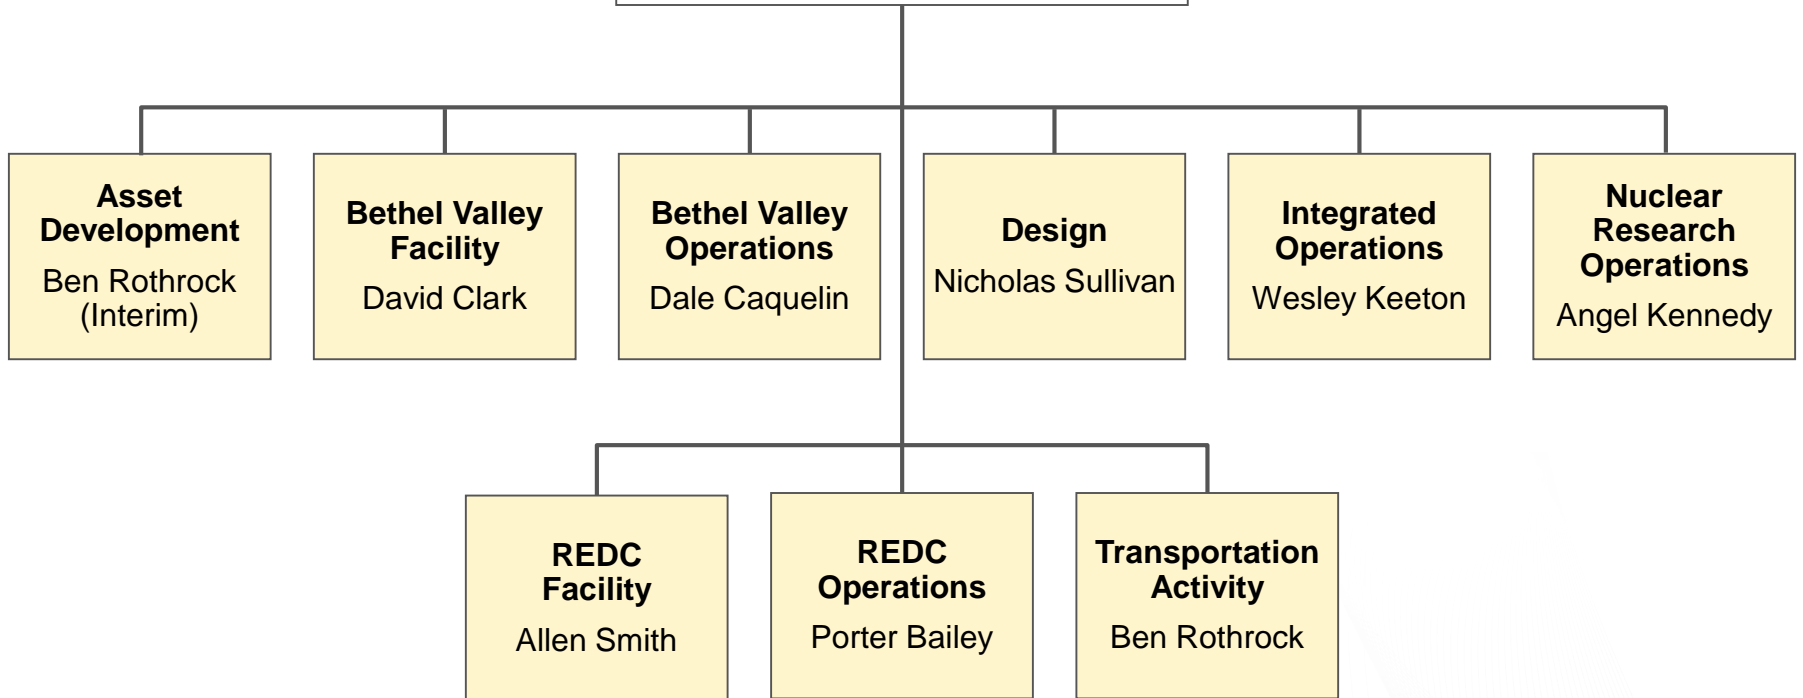 Asset
Development
Ben Rothrock
(Interim)
Bethel Valley
Facility
David Clark
Bethel Valley
Operations
Dale Caquelin
Design
Nicholas Sullivan
Integrated
Operations
Wesley Keeton
Nuclear
Research
Operations
Angel Kennedy
REDC
Facility
Allen Smith
REDC
Operations
Porter Bailey
Transportation
Activity
Ben Rothrock